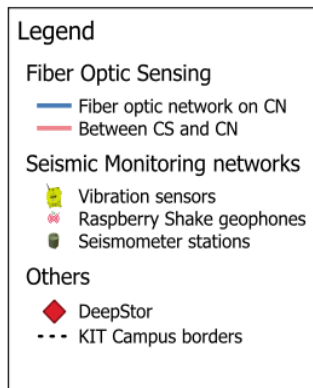 Legend
Fiber Optic Sensing
Fiber optic network on CN
Between CS and CN
Seismic Monitoring networks
Vibration sensors
Raspberry Shake geophones
Seismometer stations
Others
DeepStor
KIT Campus borders